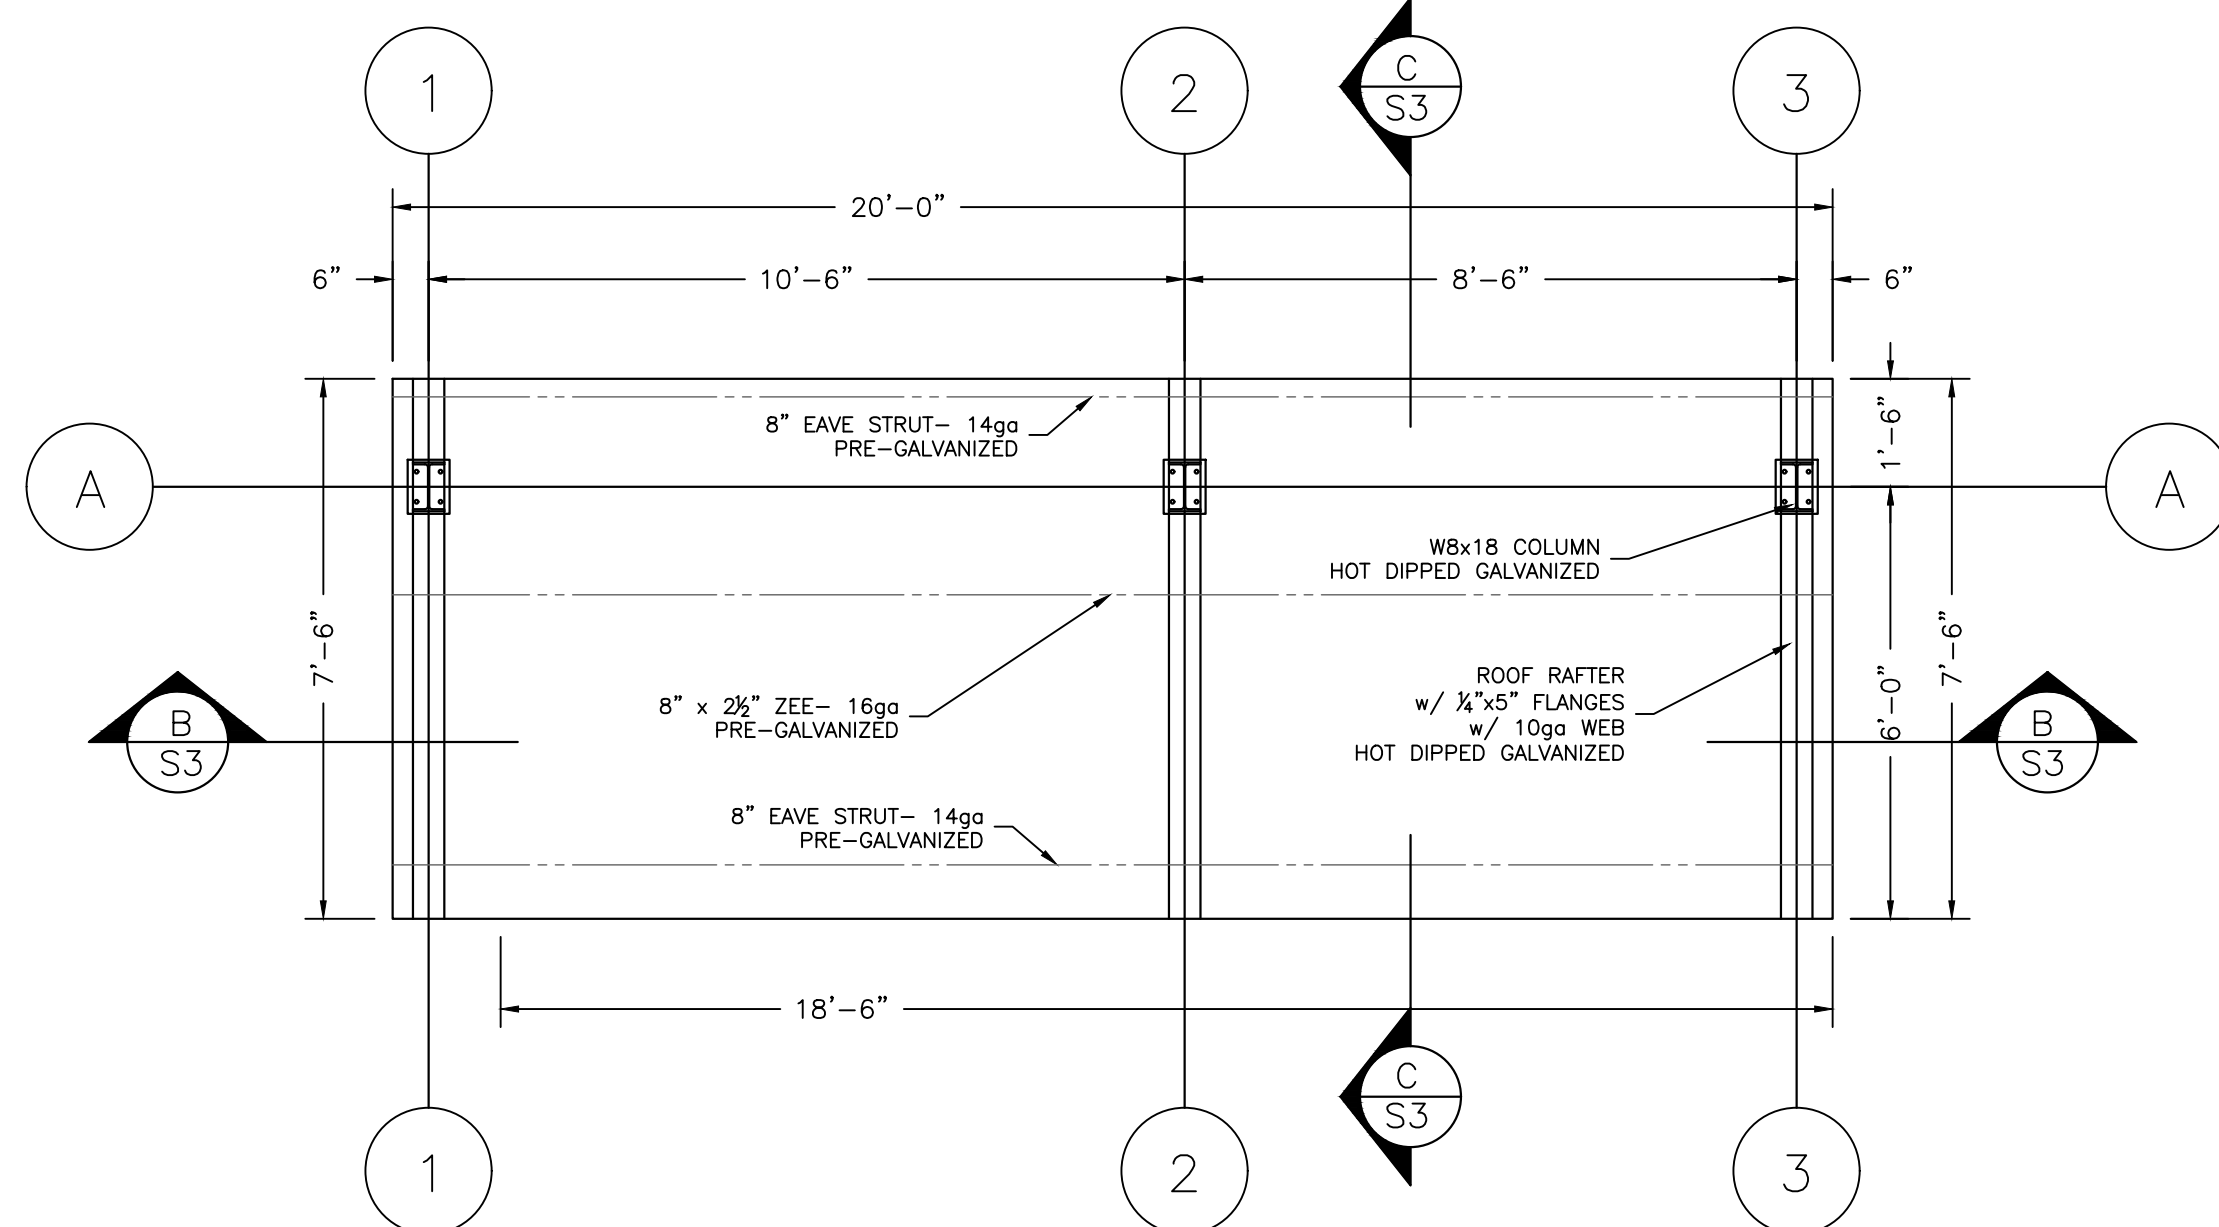 1
2
3
C
S3
20'-0"
6"
10'-6"
8'-6"
6"
8" EAVE STRUT- 14ga
PRE-GALVANIZED
1'-6"
A
A
W8x18 COLUMN
HOT DIPPED GALVANIZED
7'-6"
7'-6"
6'-0"
8" x 2½" ZEE- 16ga
PRE-GALVANIZED
ROOF RAFTER
w/ ¼"x5" FLANGES
w/ 10ga WEB
HOT DIPPED GALVANIZED
B
S3
B
S3
8" EAVE STRUT- 14ga
PRE-GALVANIZED
18'-6"
C
S3
1
2
3